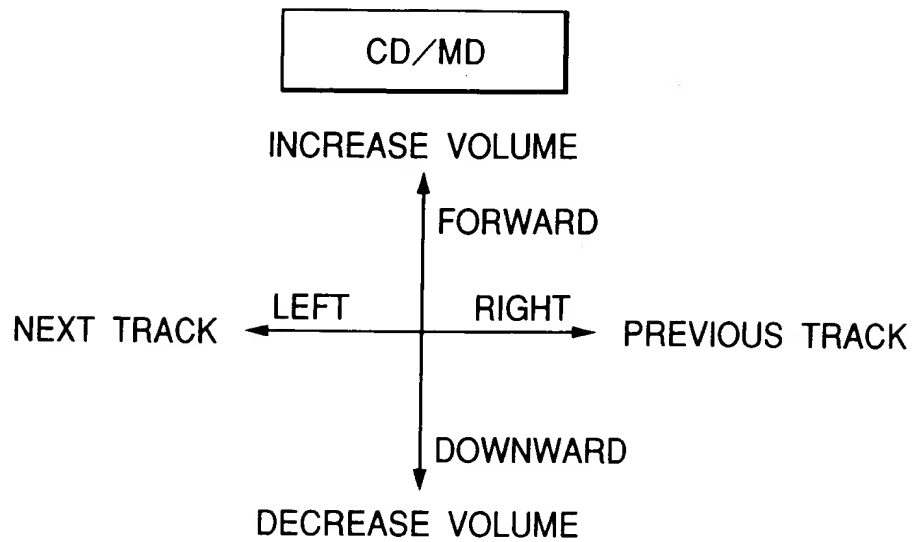 CD/MD
INCREASE VOLUME
FORWARD
LEFT
RIGHT
NEXT TRACK
PREVIOUS TRACK
DOWNWARD
DECREASE VOLUME